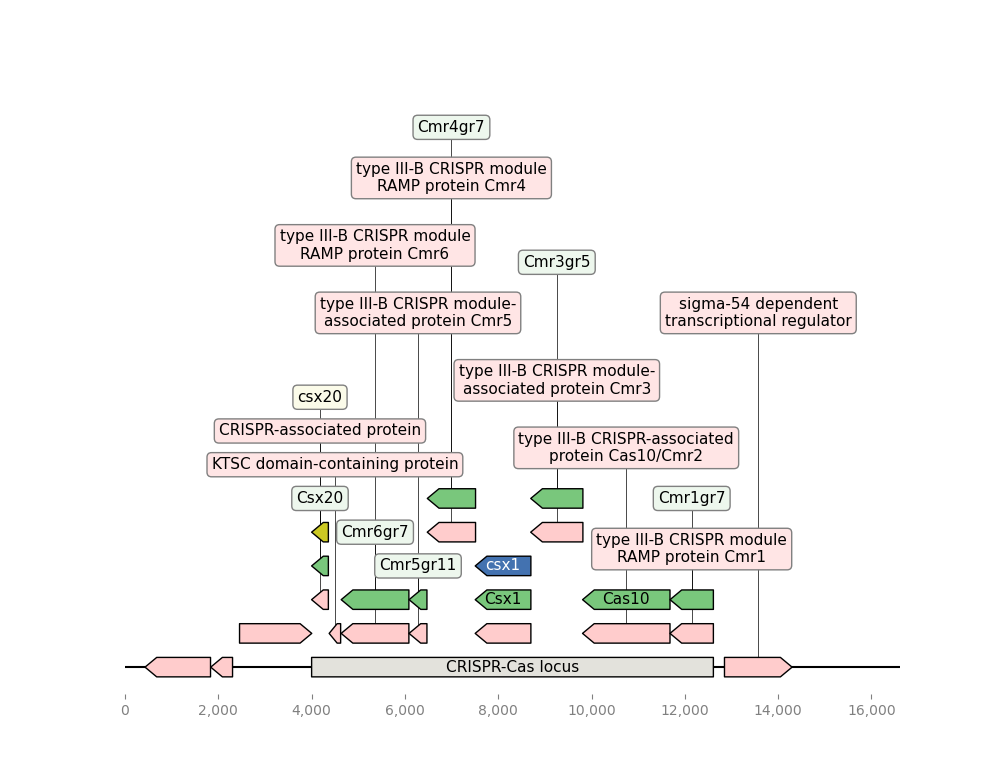 Cmr4gr7
type III-B CRISPR module
RAMP protein Cmr4
type III-B CRISPR module
RAMP protein Cmr6
Cmr3gr5
type III-B CRISPR module-
associated protein Cmr5
sigma-54 dependent
transcriptional regulator
type III-B CRISPR module-
associated protein Cmr3
csx20
CRISPR-associated protein
type III-B CRISPR-associated
protein Cas10/Cmr2
KTSC domain-containing protein
Csx20
Cmr1gr7
Cmr6gr7
type III-B CRISPR module
RAMP protein Cmr1
Cmr5gr11
csx1
Csx1
Cas10
CRISPR-Cas locus
0 2,000 4,000 6,000 8,000 10,000 12,000 14,000 16,000